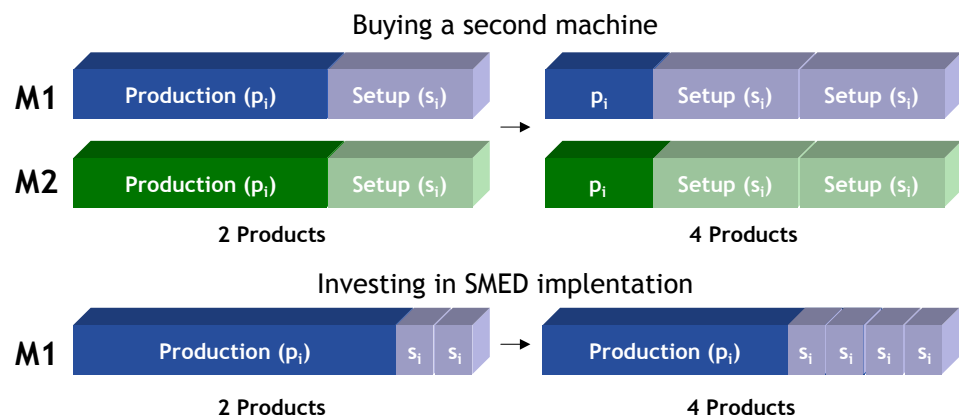 Buying a second machine
M1 Production (pᵢ) Setup (sᵢ) pᵢ Setup (sᵢ) Setup (sᵢ)
M2 Production (pᵢ) Setup (sᵢ) pᵢ Setup (sᵢ) Setup (sᵢ)
2 Products 4 Products
Investing in SMED implentation
M1 Production (pᵢ) sᵢ sᵢ Production (pᵢ) sᵢ sᵢ sᵢ sᵢ
2 Products 4 Products